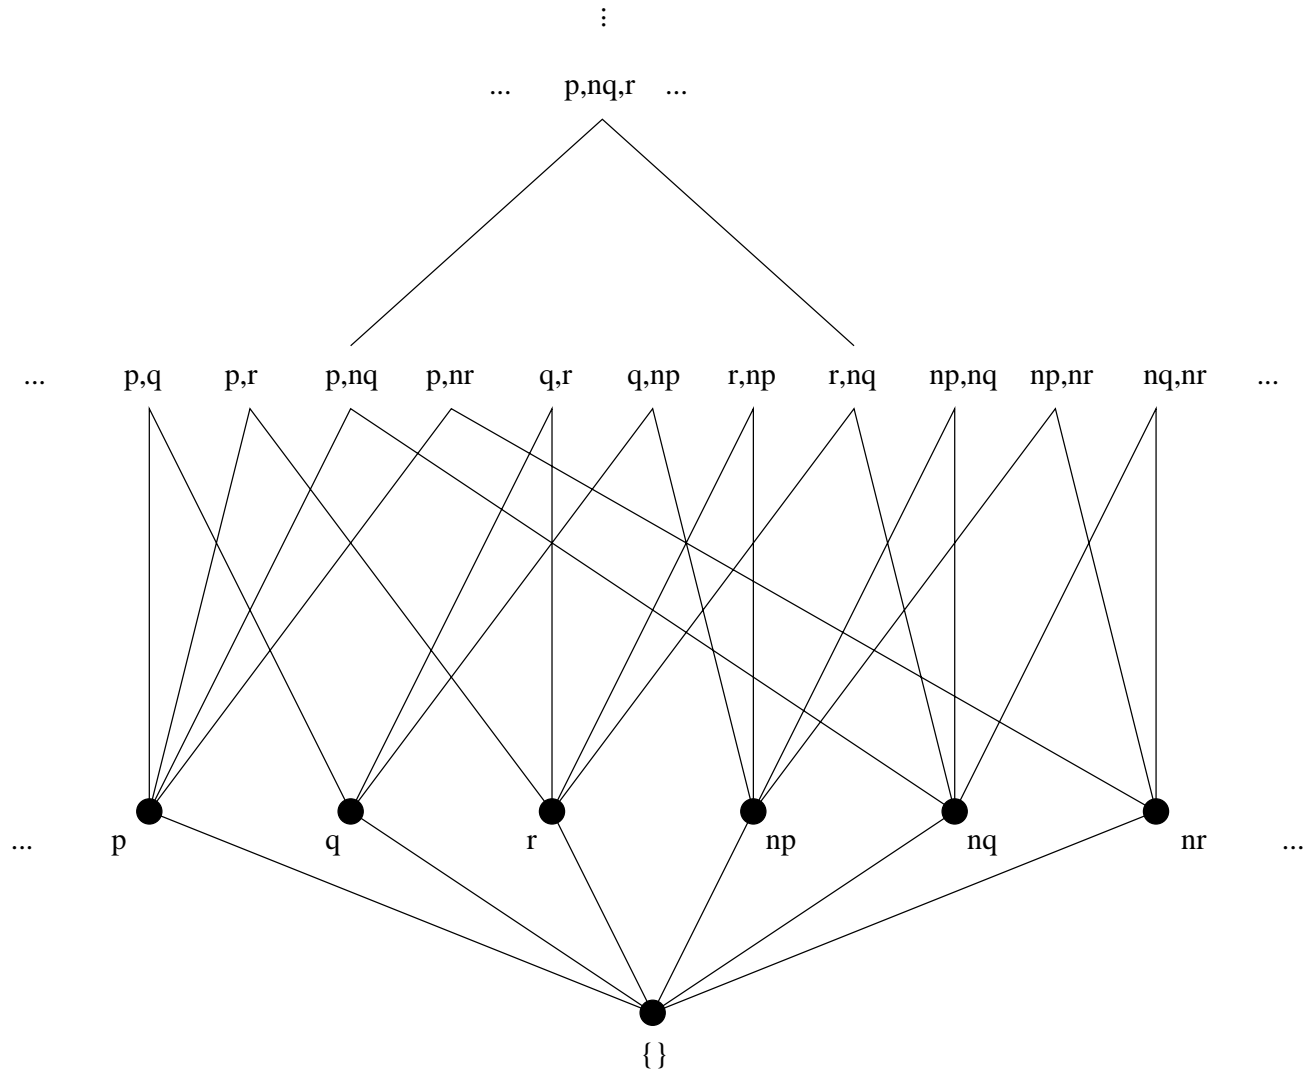 ⋮
... p,nq,r ...
... p,q p,r p,nq p,nr q,r q,np r,np r,nq np,nq np,nr nq,nr ...
... p q r np nq nr ...
{}